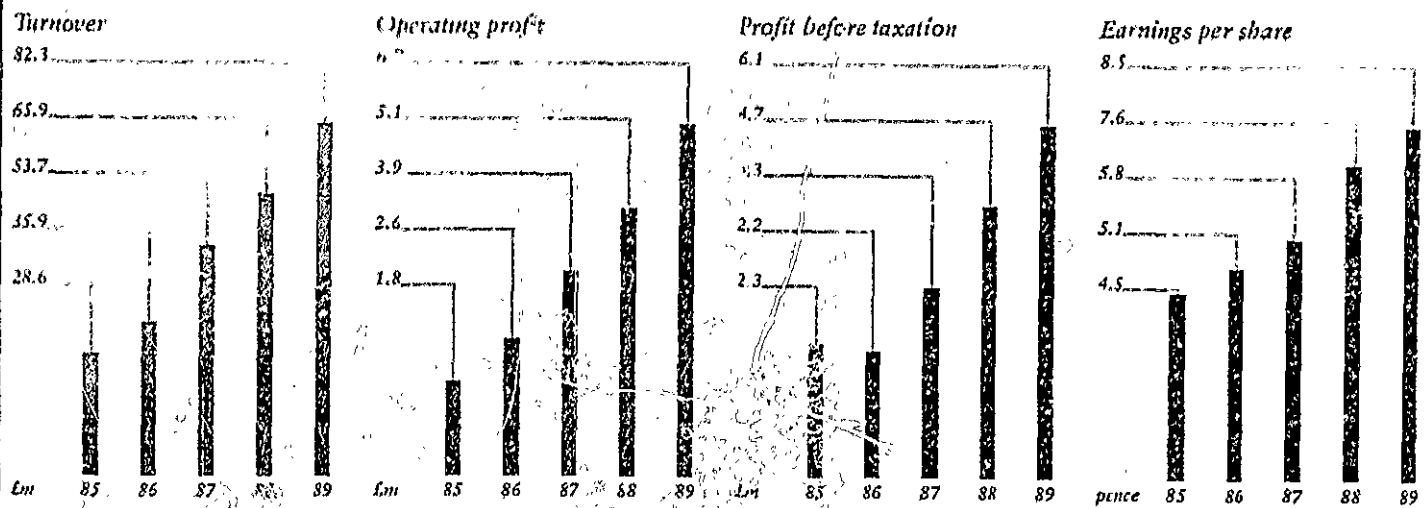 Turnover
82.3
65.9
53.7
35.9
28.6
£m 85 86 87 89
Operating profit
5.1
3.9
2.6
1.8
£m 85 86 87 88 89
Profit before taxation
6.1
4.7
2.2
2.3
£m 85 86 87 88 89
Earnings per share
8.5
7.6
5.8
5.1
4.5
pence 85 86 87 88 89